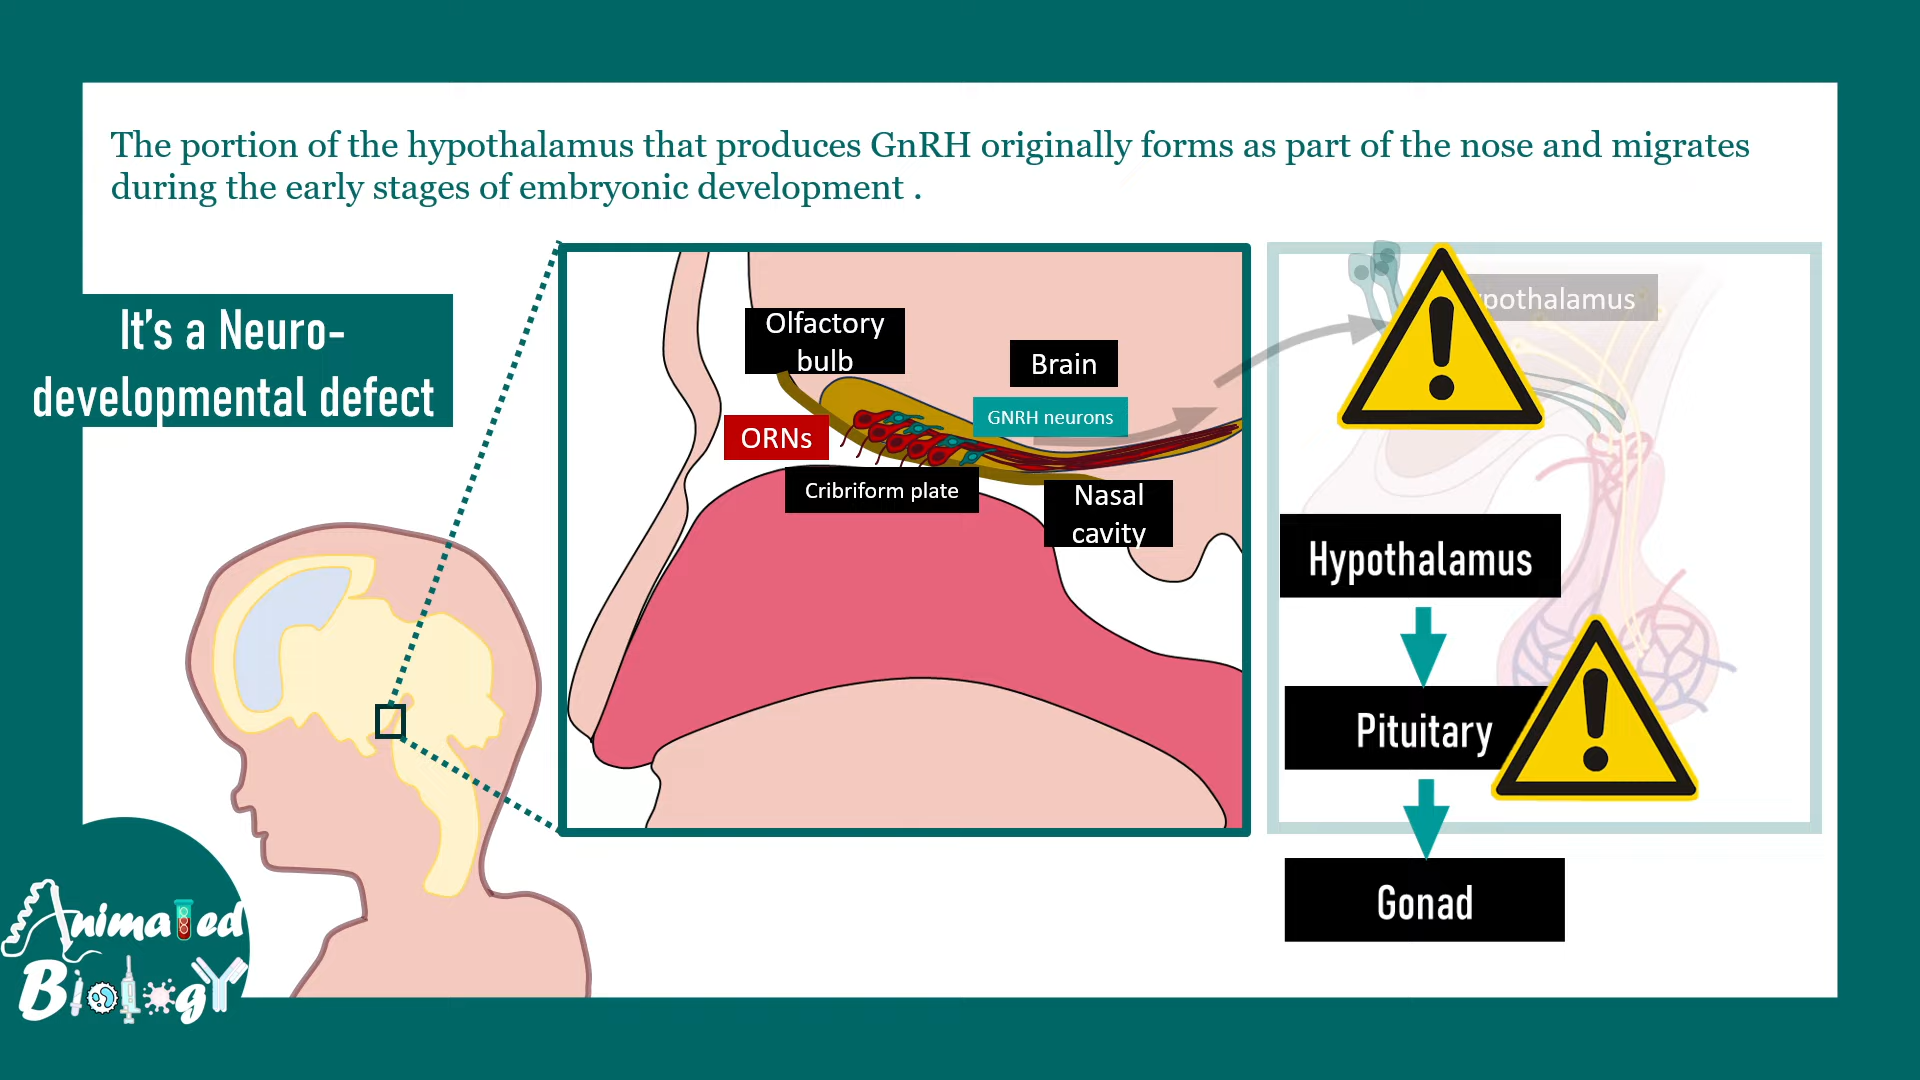 The portion of the hypothalamus that produces GnRH originally forms as part of the nose and migrates
during the early stages of embryonic development .
It's a Neuro-
developmental defect
Olfactory
bulb
Brain
GNRH neurons
ORNs
Cribriform plate
Nasal
cavity
pothalamus
Hypothalamus
Pituitary
Gonad
Animated
Biology